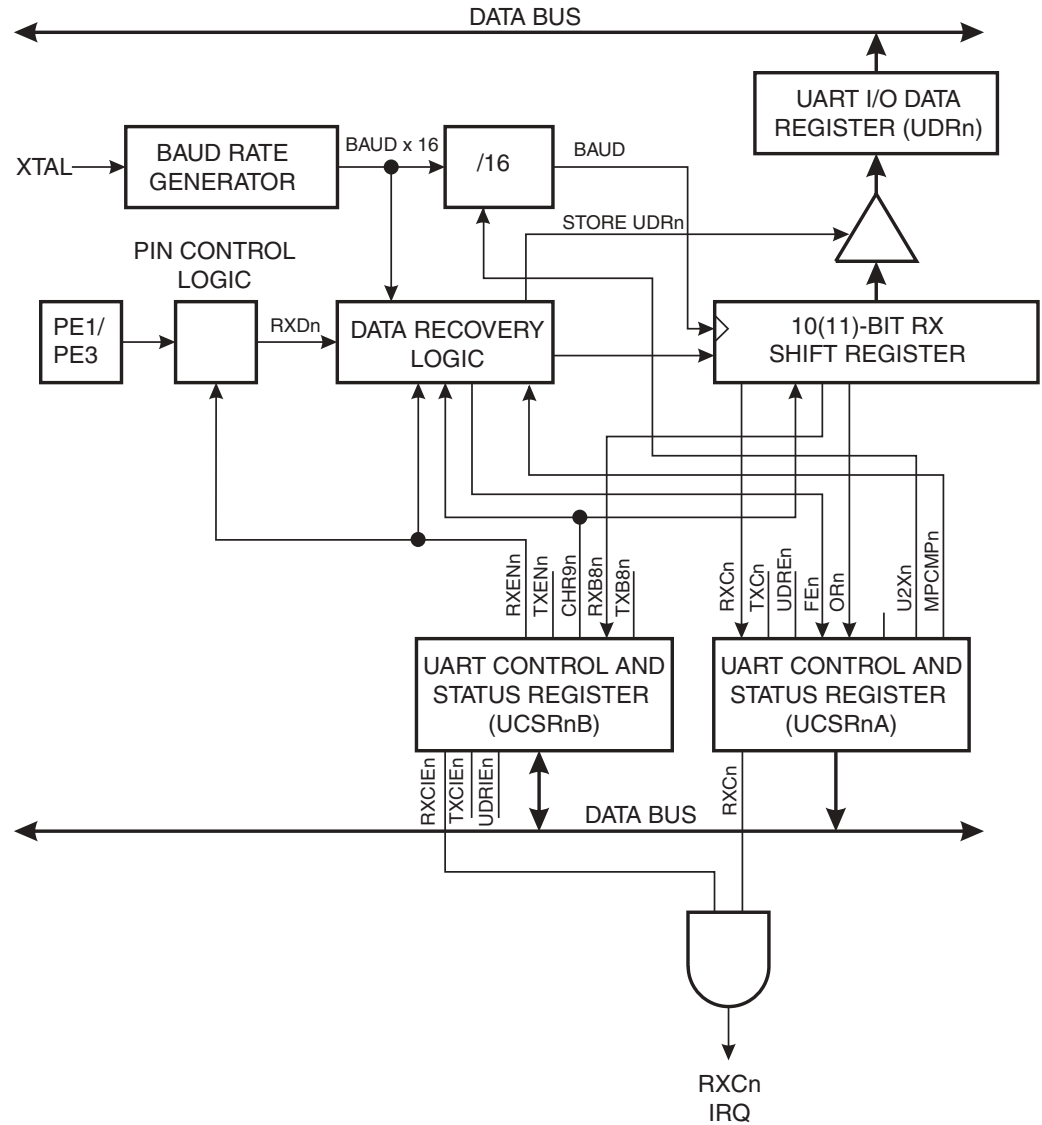 DATA BUS
UART I/O DATA
REGISTER (UDRn)
XTAL
BAUD RATE
GENERATOR
BAUD x 16
/16
BAUD
STORE UDRn
PIN CONTROL
LOGIC
PE1/
PE3
RXDn
DATA RECOVERY
LOGIC
10(11)-BIT RX
SHIFT REGISTER
RXENn
TXENn
CHR9n
RXB8n
TXB8n
RXCn
TXCn
UDREn
FEn
ORn
U2Xn
MPCMPn
UART CONTROL AND
STATUS REGISTER
(UCSRnB)
UART CONTROL AND
STATUS REGISTER
(UCSRnA)
RXCIEn
TXCIEn
UDRIEn
RXCn
DATA BUS
RXCn
IRQ